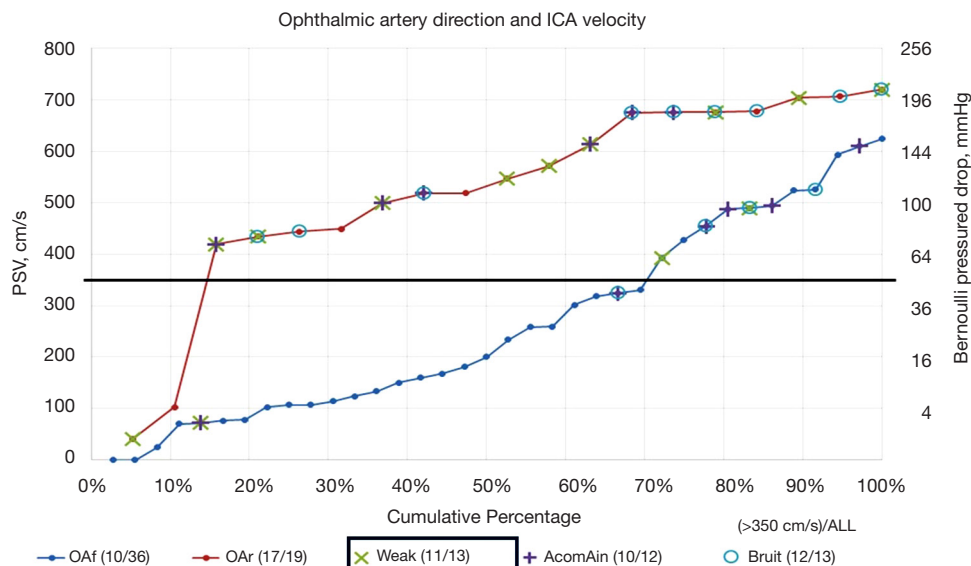 Ophthalmic artery direction and ICA velocity
PSV, cm/s
800
700
600
500
400
300
200
100
0
256
196
144
100
64
36
16
4
Bernoulli pressured drop, mmHg
0% 10% 20% 30% 40% 50% 60% 70% 80% 90% 100%
Cumulative Percentage
(>350 cm/s)/ALL
OAf (10/36) OAr (17/19) Weak (11/13) AcomAin (10/12) Bruit (12/13)